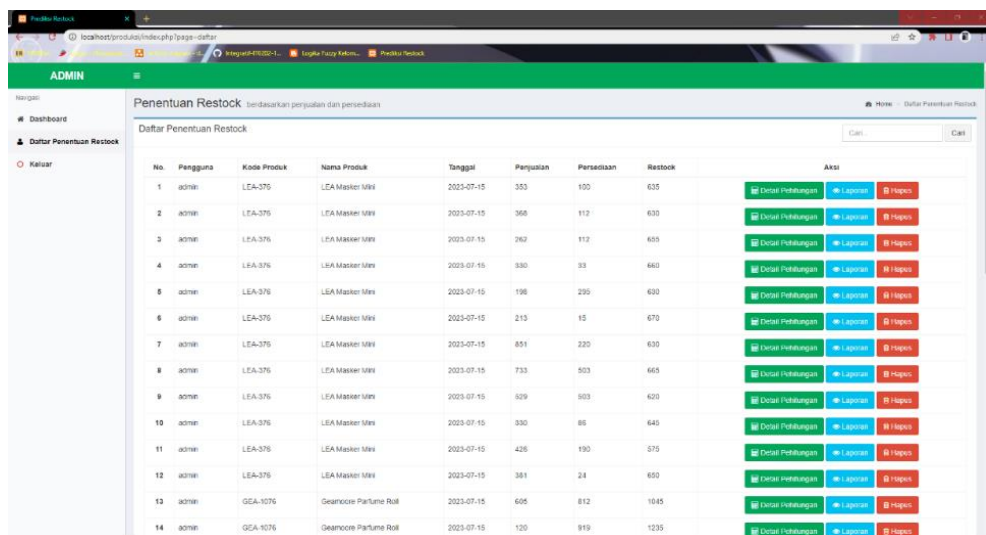 Prediksi Restock
localhost/produksi/index.php?page=daftar
Logika Fuzzy Kelom... Prediksi Restock
ADMIN
Navigasi
Dashboard
Daftar Penentuan Restock
Keluar
Penentuan Restock berdasarkan penjualan dan persediaan
Home Daftar Penentuan Restock
Daftar Penentuan Restock
Cari... Cari
No. Pengguna Kode Produk Nama Produk Tanggal Penjualan Persediaan Restock Aksi
1 admin LEA-376 LEA Masker Mini 2023-07-15 353 100 635 Detail Perhitungan Laporan Hapus
2 admin LEA-376 LEA Masker Mini 2023-07-15 368 112 630 Detail Perhitungan Laporan Hapus
3 admin LEA-376 LEA Masker Mini 2023-07-15 262 112 655 Detail Perhitungan Laporan Hapus
4 admin LEA-376 LEA Masker Mini 2023-07-15 330 33 660 Detail Perhitungan Laporan Hapus
5 admin LEA-376 LEA Masker Mini 2023-07-15 198 295 630 Detail Perhitungan Laporan Hapus
6 admin LEA-376 LEA Masker Mini 2023-07-15 213 15 670 Detail Perhitungan Laporan Hapus
7 admin LEA-376 LEA Masker Mini 2023-07-15 851 220 630 Detail Perhitungan Laporan Hapus
8 admin LEA-376 LEA Masker Mini 2023-07-15 733 503 665 Detail Perhitungan Laporan Hapus
9 admin LEA-376 LEA Masker Mini 2023-07-15 529 503 620 Detail Perhitungan Laporan Hapus
10 admin LEA-376 LEA Masker Mini 2023-07-15 330 86 645 Detail Perhitungan Laporan Hapus
11 admin LEA-376 LEA Masker Mini 2023-07-15 426 190 575 Detail Perhitungan Laporan Hapus
12 admin LEA-376 LEA Masker Mini 2023-07-15 381 24 650 Detail Perhitungan Laporan Hapus
13 admin GEA-1076 Geamoore Parfume Roll 2023-07-15 605 812 1045 Detail Perhitungan Laporan Hapus
14 admin GEA-1076 Geamoore Parfume Roll 2023-07-15 120 919 1235 Detail Perhitungan Laporan Hapus